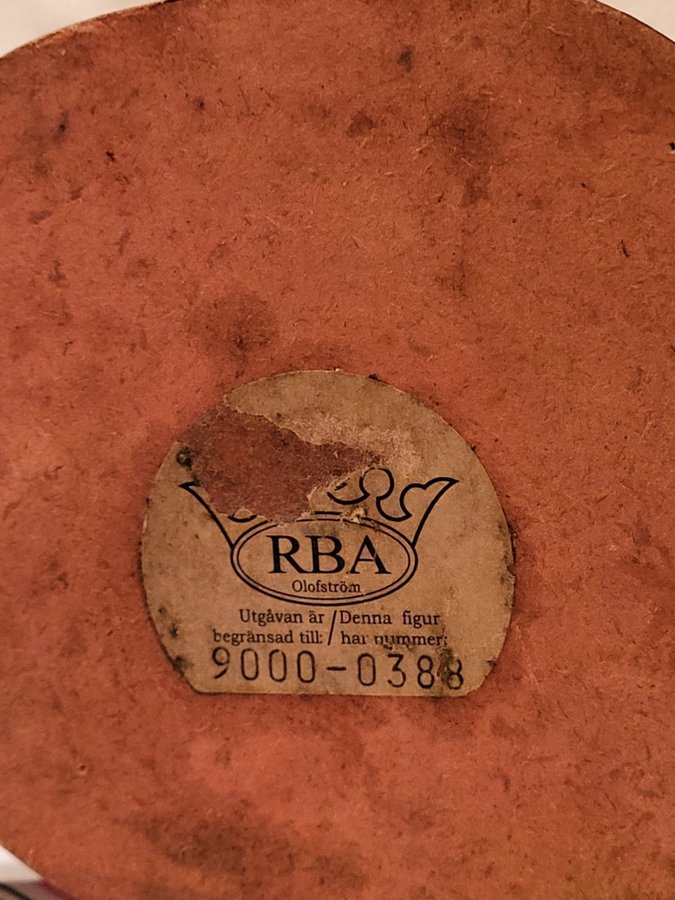 RBA
Olofström
Utgåvan är / Denna figur
begränsad till: / har nummer:
9000-0388